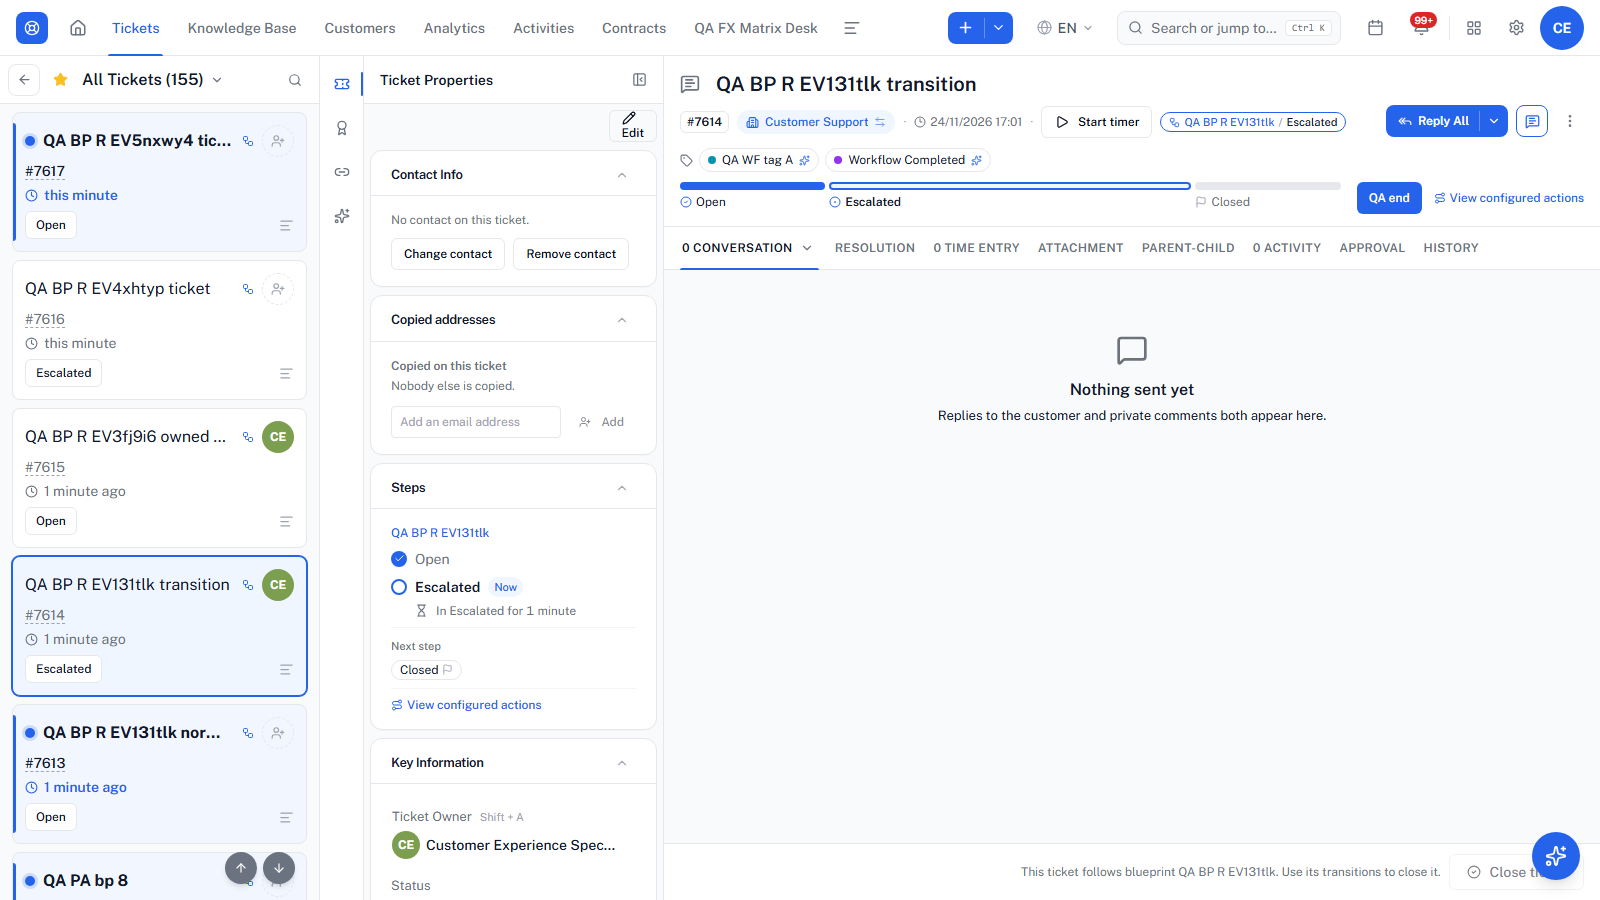 Tickets
Knowledge Base
Customers
Analytics
Activities
Contracts
QA FX Matrix Desk
EN
Search or jump to...
Ctrl K
99+
CE
All Tickets (155)
QA BP R EV5nxwy4 tic...
#7617
this minute
Open
QA BP R EV4xhtyp ticket
#7616
this minute
Escalated
QA BP R EV3fj9i6 owned ...
CE
#7615
1 minute ago
Open
QA BP R EV131tlk transition
CE
#7614
1 minute ago
Escalated
QA BP R EV131tlk nor...
#7613
1 minute ago
Open
QA PA bp 8
Ticket Properties
Edit
Contact Info
No contact on this ticket.
Change contact
Remove contact
Copied addresses
Copied on this ticket
Nobody else is copied.
Add an email address
Add
Steps
QA BP R EV131tlk
Open
Escalated Now
In Escalated for 1 minute
Next step
Closed
View configured actions
Key Information
Ticket Owner Shift + A
CE Customer Experience Spec...
Status
QA BP R EV131tlk transition
#7614
Customer Support
24/11/2026 17:01
Start timer
QA BP R EV131tlk / Escalated
Reply All
QA WF tag A
Workflow Completed
Open
Escalated
Closed
QA end
View configured actions
0 CONVERSATION
RESOLUTION
0 TIME ENTRY
ATTACHMENT
PARENT-CHILD
0 ACTIVITY
APPROVAL
HISTORY
Nothing sent yet
Replies to the customer and private comments both appear here.
This ticket follows blueprint QA BP R EV131tlk. Use its transitions to close it.
Close